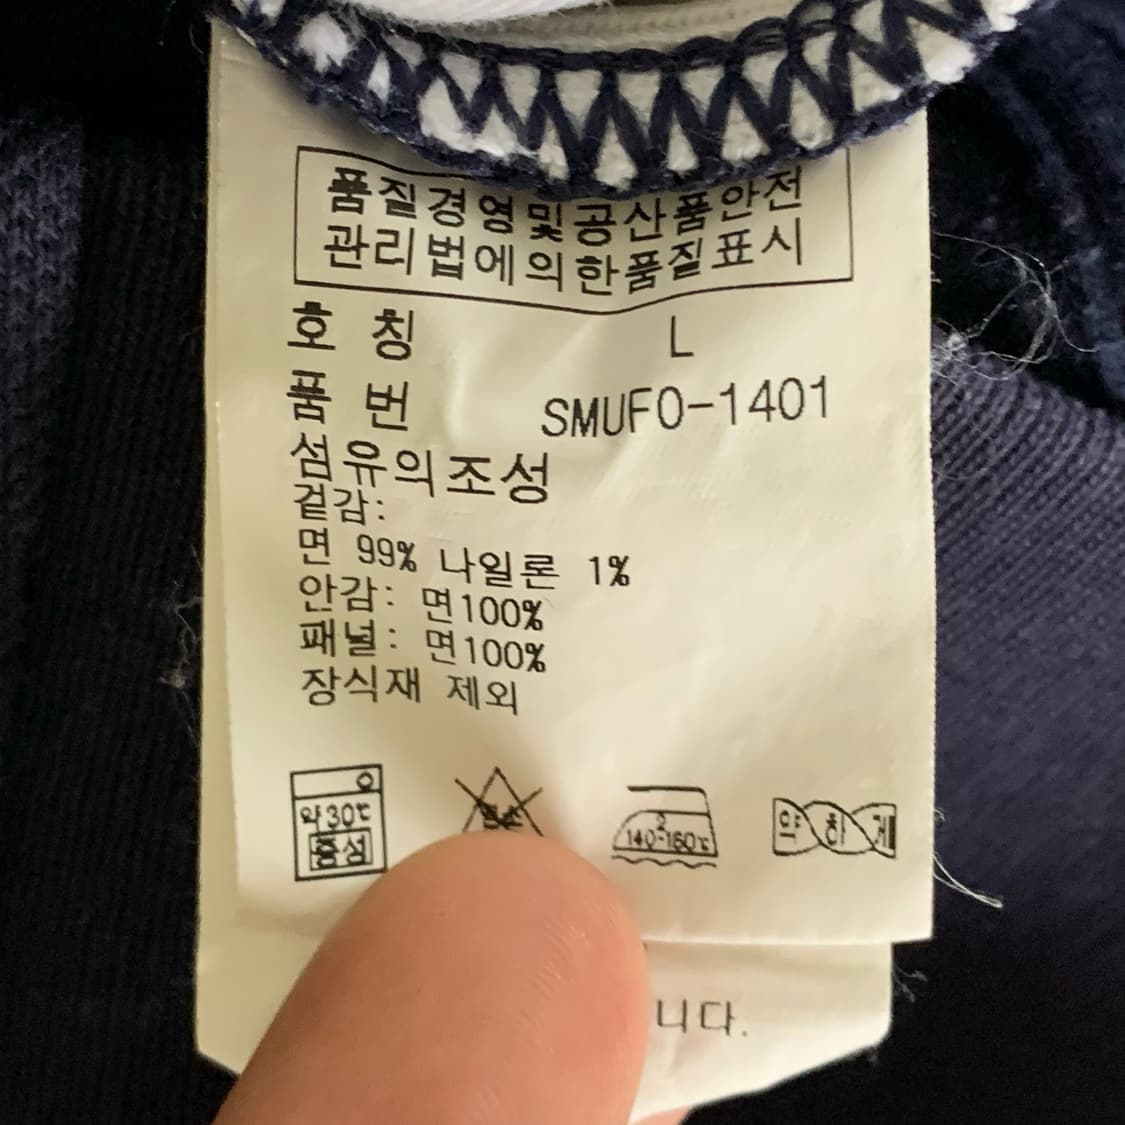 품질경영및공산품안전
관리법에의한품질표시
호 칭 L
품 번 SMUF0-1401
섬유의조성
겉감:
면 99% 나일론 1%
안감: 면100%
패널: 면100%
장식재 제외
약30℃
중성
2
140-160℃
약하게
니다.